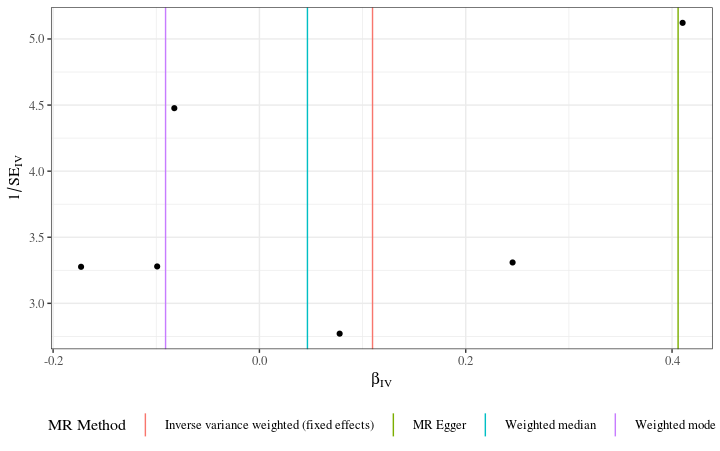 5.0
4.5
4.0
3.5
3.0
1/SE_IV
-0.2 0.0 0.2 0.4
β_IV
MR Method Inverse variance weighted (fixed effects) MR Egger Weighted median Weighted mode